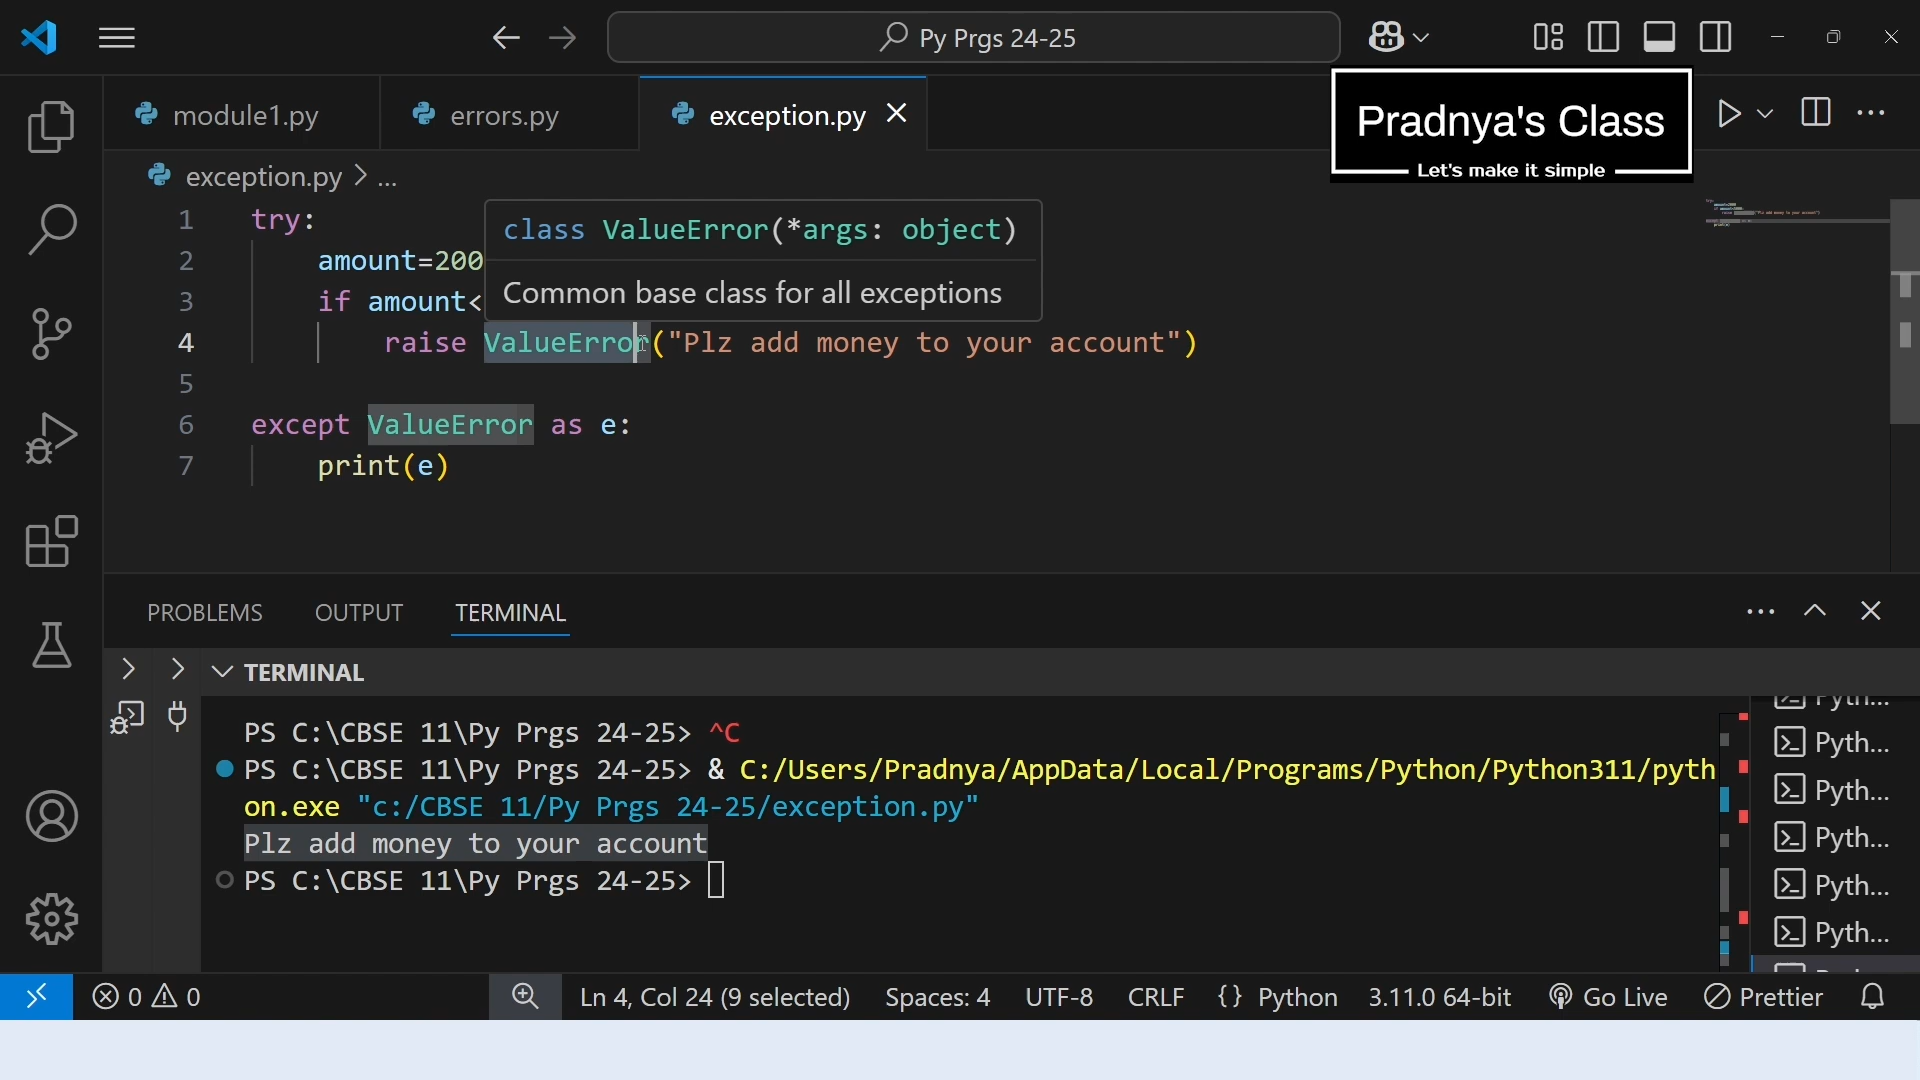 Py Prgs 24-25
module1.py
errors.py
exception.py
Pradnya's Class
Let's make it simple
exception.py > ...
1 try:
class ValueError(*args: object)
2 amount=200
Common base class for all exceptions
3 if amount<
4 raise ValueError("Plz add money to your account")
5
6 except ValueError as e:
7 print(e)
PROBLEMS
OUTPUT
TERMINAL
TERMINAL
PS C:\CBSE 11\Py Prgs 24-25> ^C
PS C:\CBSE 11\Py Prgs 24-25> & C:/Users/Pradnya/AppData/Local/Programs/Python/Python311/pyth
on.exe "c:/CBSE 11/Py Prgs 24-25/exception.py"
Plz add money to your account
PS C:\CBSE 11\Py Prgs 24-25>
Pyth...
Pyth...
Pyth...
Pyth...
Pyth...
0 0
Ln 4, Col 24 (9 selected)
Spaces: 4
UTF-8
CRLF
{} Python
3.11.0 64-bit
Go Live
Prettier